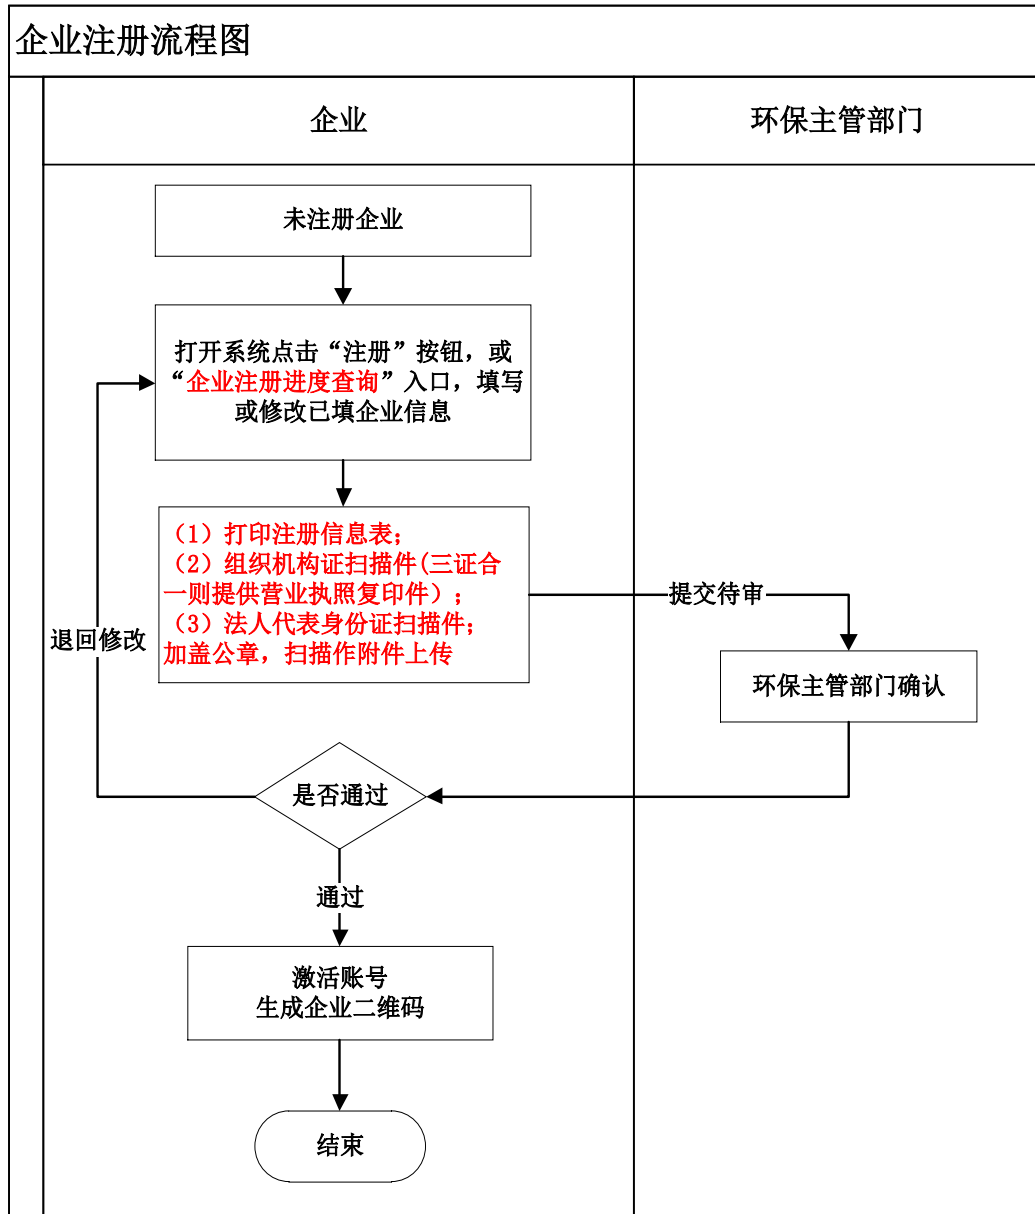 企业注册流程图
企业
环保主管部门
未注册企业
打开系统点击“注册”按钮，或
“企业注册进度查询”入口，填写
或修改已填企业信息
（1）打印注册信息表；
（2）组织机构证扫描件(三证合
一则提供营业执照复印件）；
（3）法人代表身份证扫描件；
加盖公章，扫描作附件上传
提交待审
退回修改
环保主管部门确认
是否通过
通过
激活账号
生成企业二维码
结束